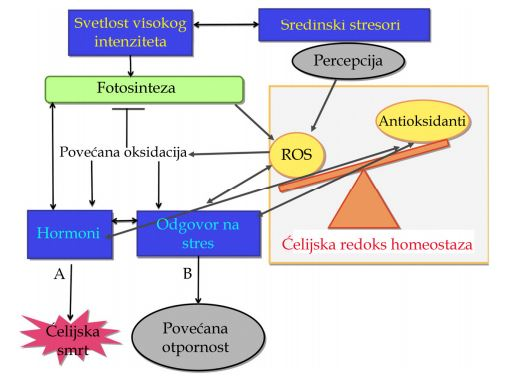 Svetlost visokog
intenziteta
Sredinski stresori
Percepcija
Fotosinteza
Antioksidanti
Povećana oksidacija
ROS
Hormoni
Odgovor na
stres
Ćelijska redoks homeostaza
A
B
Ćelijska
smrt
Povećana
otpornost